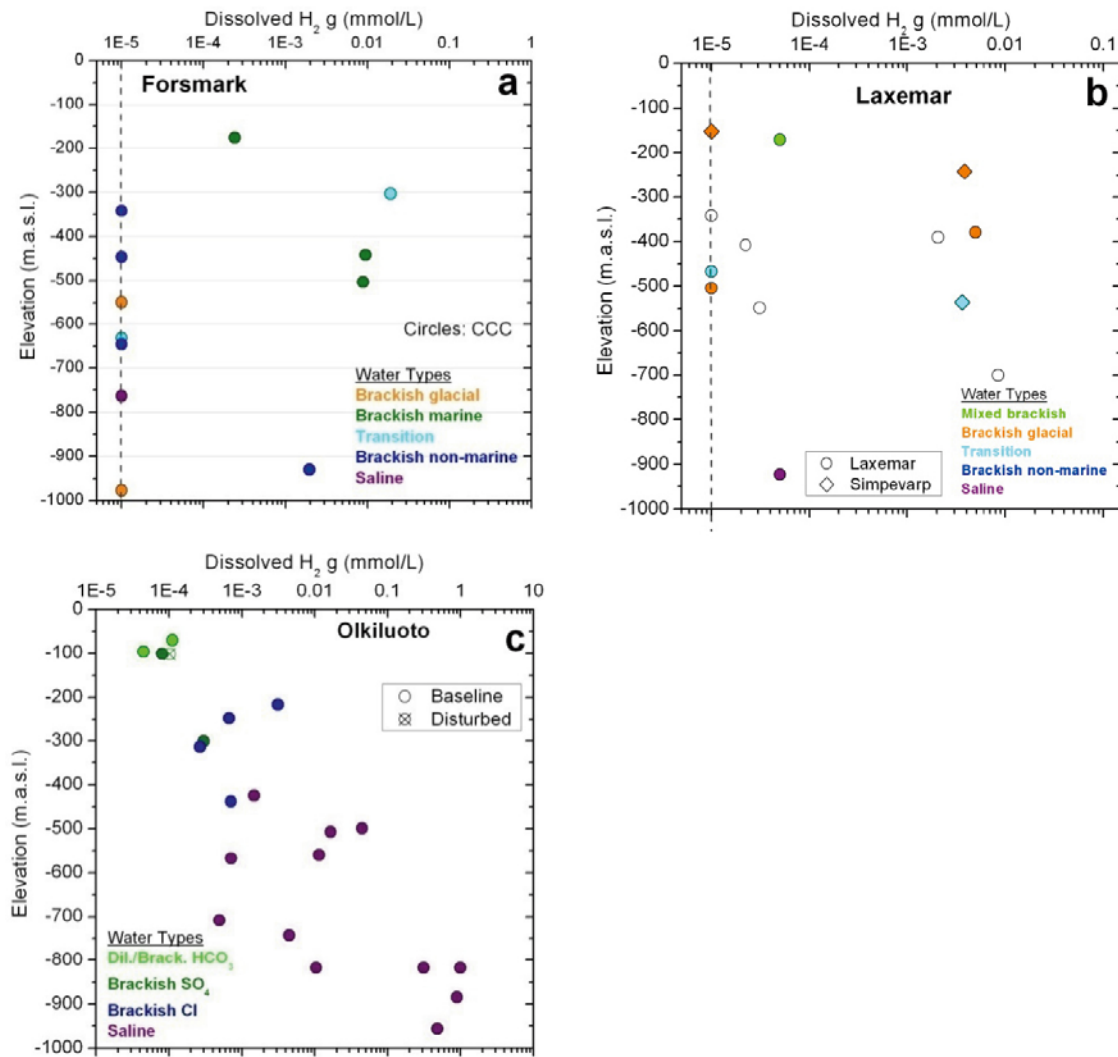 Dissolved H₂ g (mmol/L)
1E-5 1E-4 1E-3 0.01 0.1 1
0
-100
-200
-300
-400
-500
-600
-700
-800
-900
-1000
Elevation (m.a.s.l.)
Forsmark
a
Circles: CCC
Water Types
Brackish glacial
Brackish marine
Transition
Brackish non-marine
Saline
Dissolved H₂ g (mmol/L)
1E-5 1E-4 1E-3 0.01 0.1
0
-100
-200
-300
-400
-500
-600
-700
-800
-900
-1000
Elevation (m.a.s.l.)
Laxemar
b
Laxemar
Simpevarp
Water Types
Mixed brackish
Brackish glacial
Transition
Brackish non-marine
Saline
Dissolved H₂ g (mmol/L)
1E-5 1E-4 1E-3 0.01 0.1 1 10
0
-100
-200
-300
-400
-500
-600
-700
-800
-900
-1000
Elevation (m.a.s.l.)
Olkiluoto
c
Baseline
Disturbed
Water Types
Dil./Brack. HCO₃
Brackish SO₄
Brackish Cl
Saline